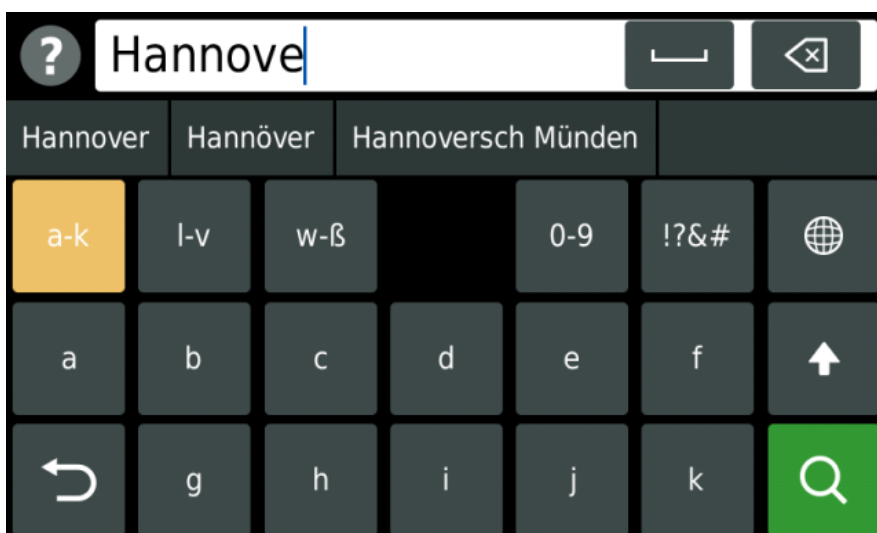 ? Hannove
Hannover Hannöver Hannoversch Münden
a-k l-v w-ß 0-9 !?&#
a b c d e f
g h i j k